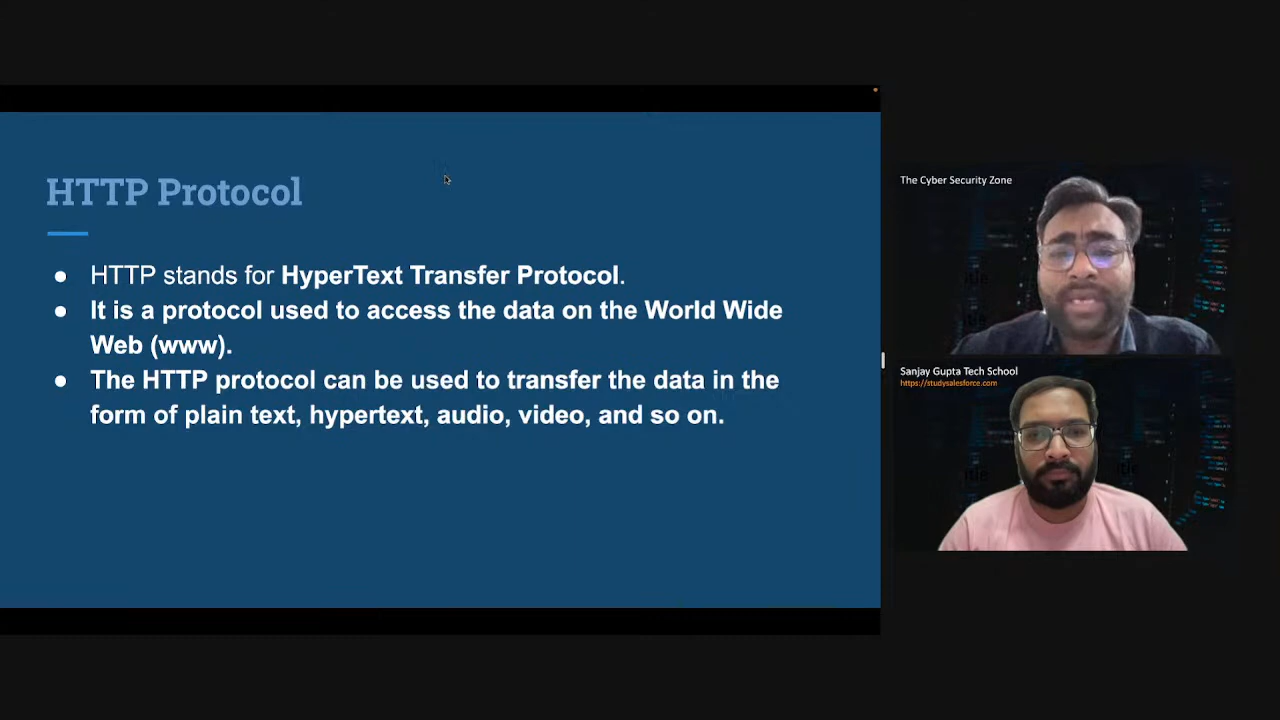 HTTP Protocol
● HTTP stands for HyperText Transfer Protocol.
● It is a protocol used to access the data on the World Wide
Web (www).
● The HTTP protocol can be used to transfer the data in the
form of plain text, hypertext, audio, video, and so on.
The Cyber Security Zone
Sanjay Gupta Tech School
https://studysalesforce.com